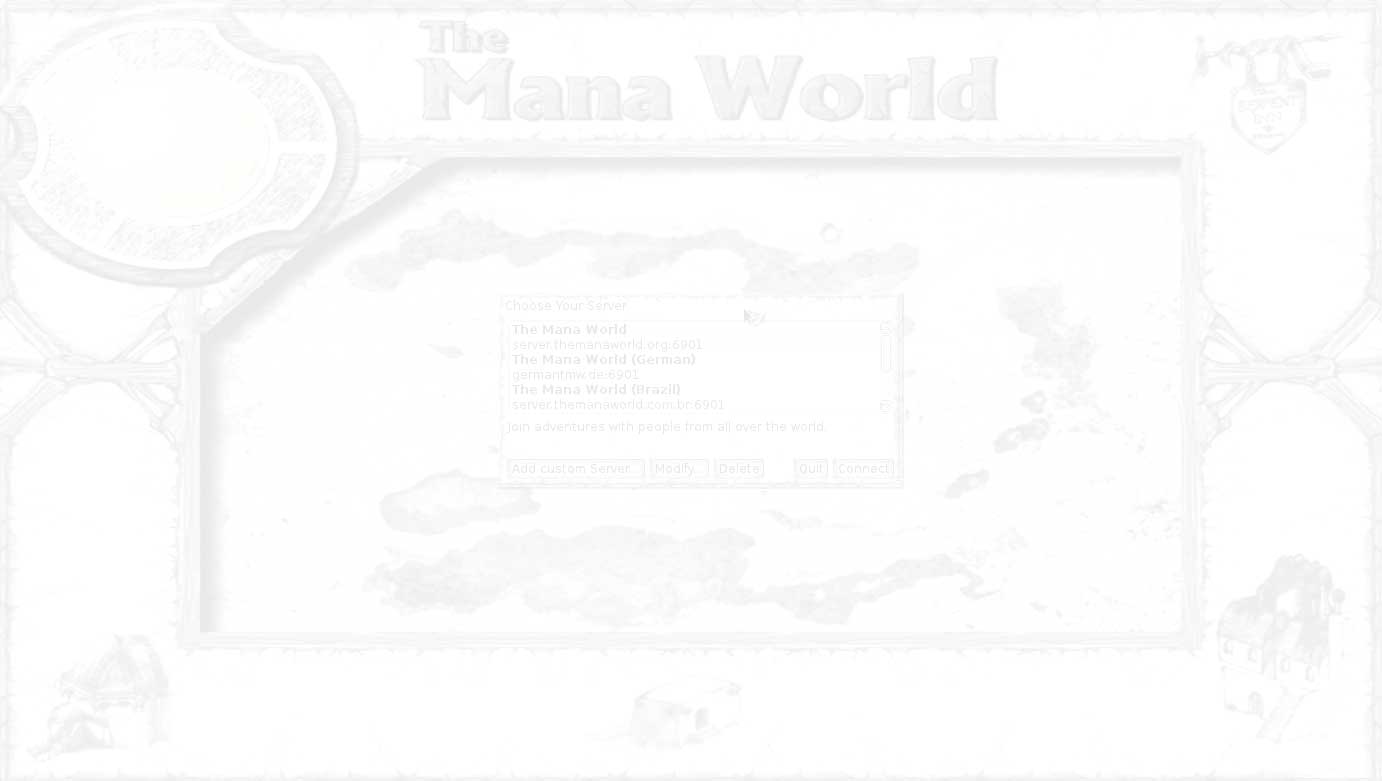 The
Mana World
Choose Your Server
The Mana World
server.themanaworld.org:6901
The Mana World (German)
germantmw.de:6901
The Mana World (Brazil)
server.themanaworld.com.br:6901
Join adventures with people from all over the world.
Add custom Server... Modify... Delete Quit Connect